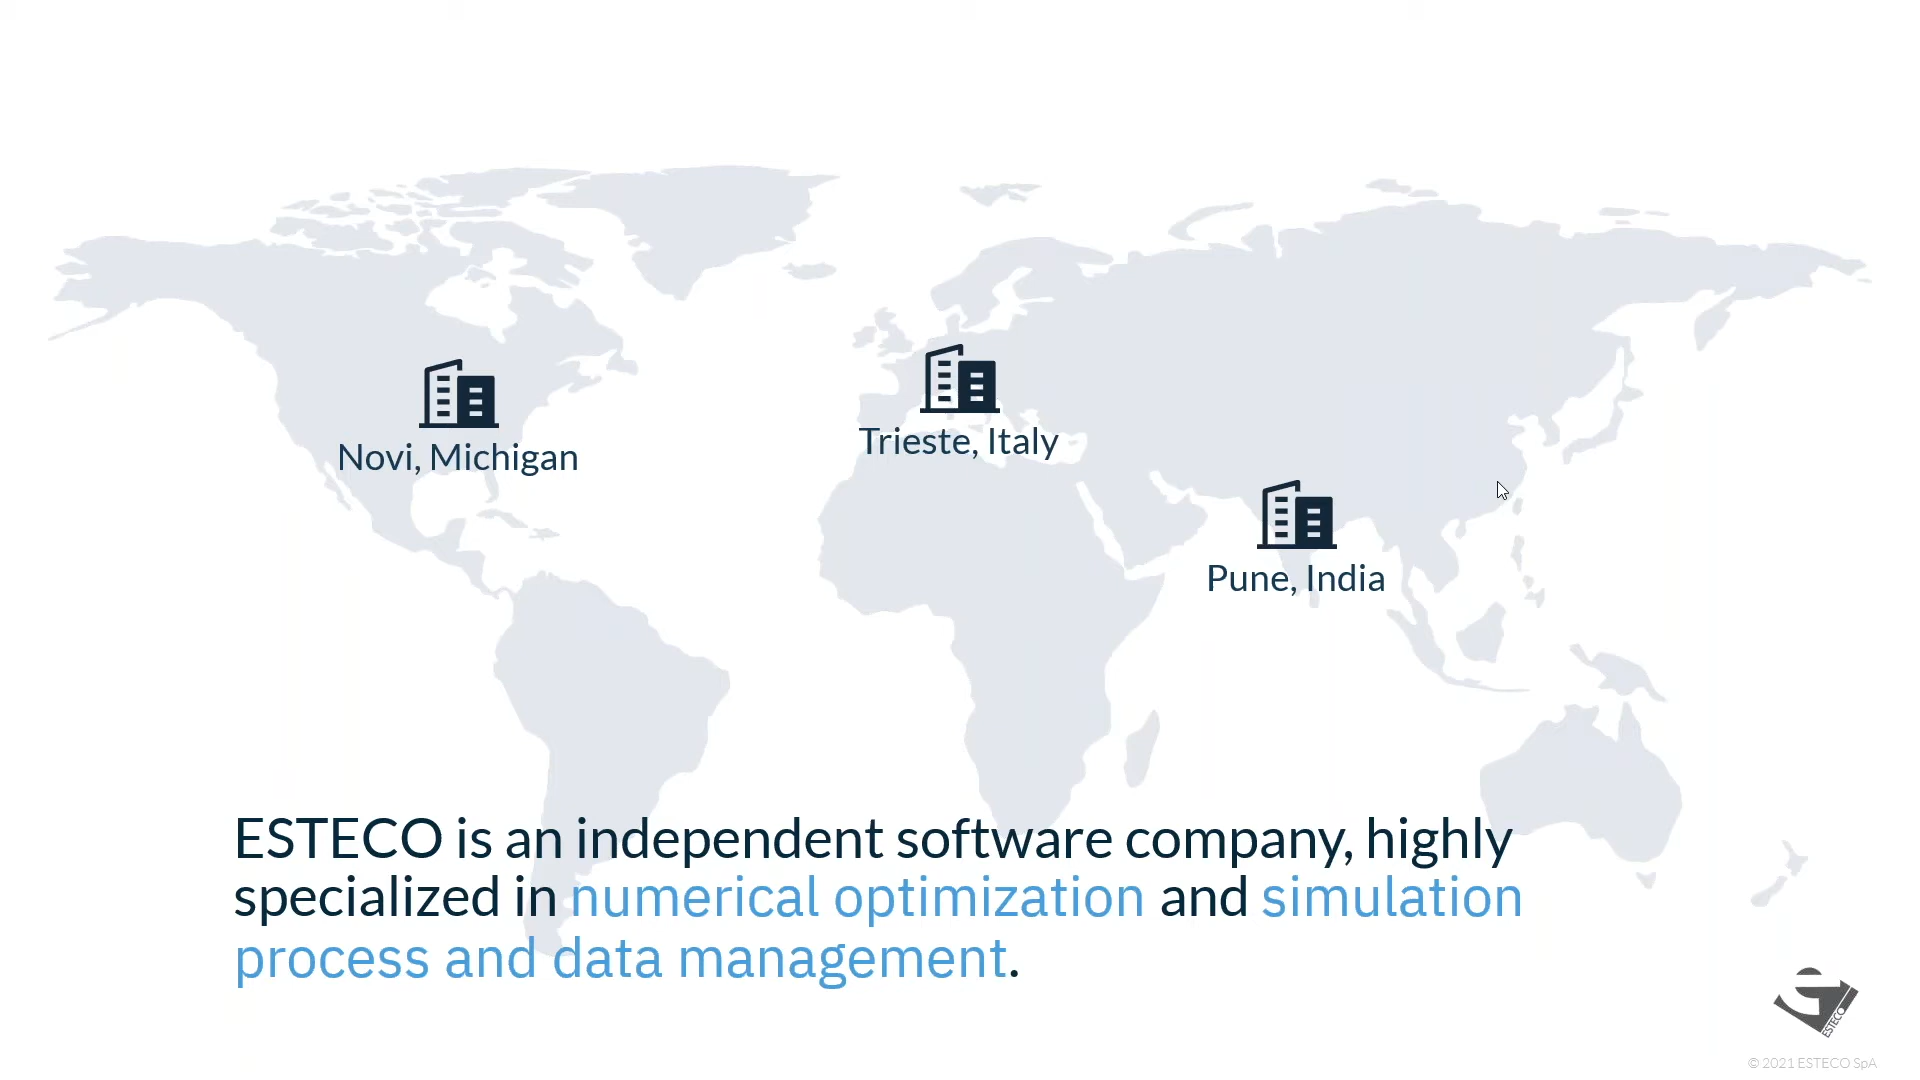 Novi, Michigan
Trieste, Italy
Pune, India
ESTECO is an independent software company, highly
specialized in numerical optimization and simulation
process and data management.
ESTECO
© 2021 ESTECO SpA